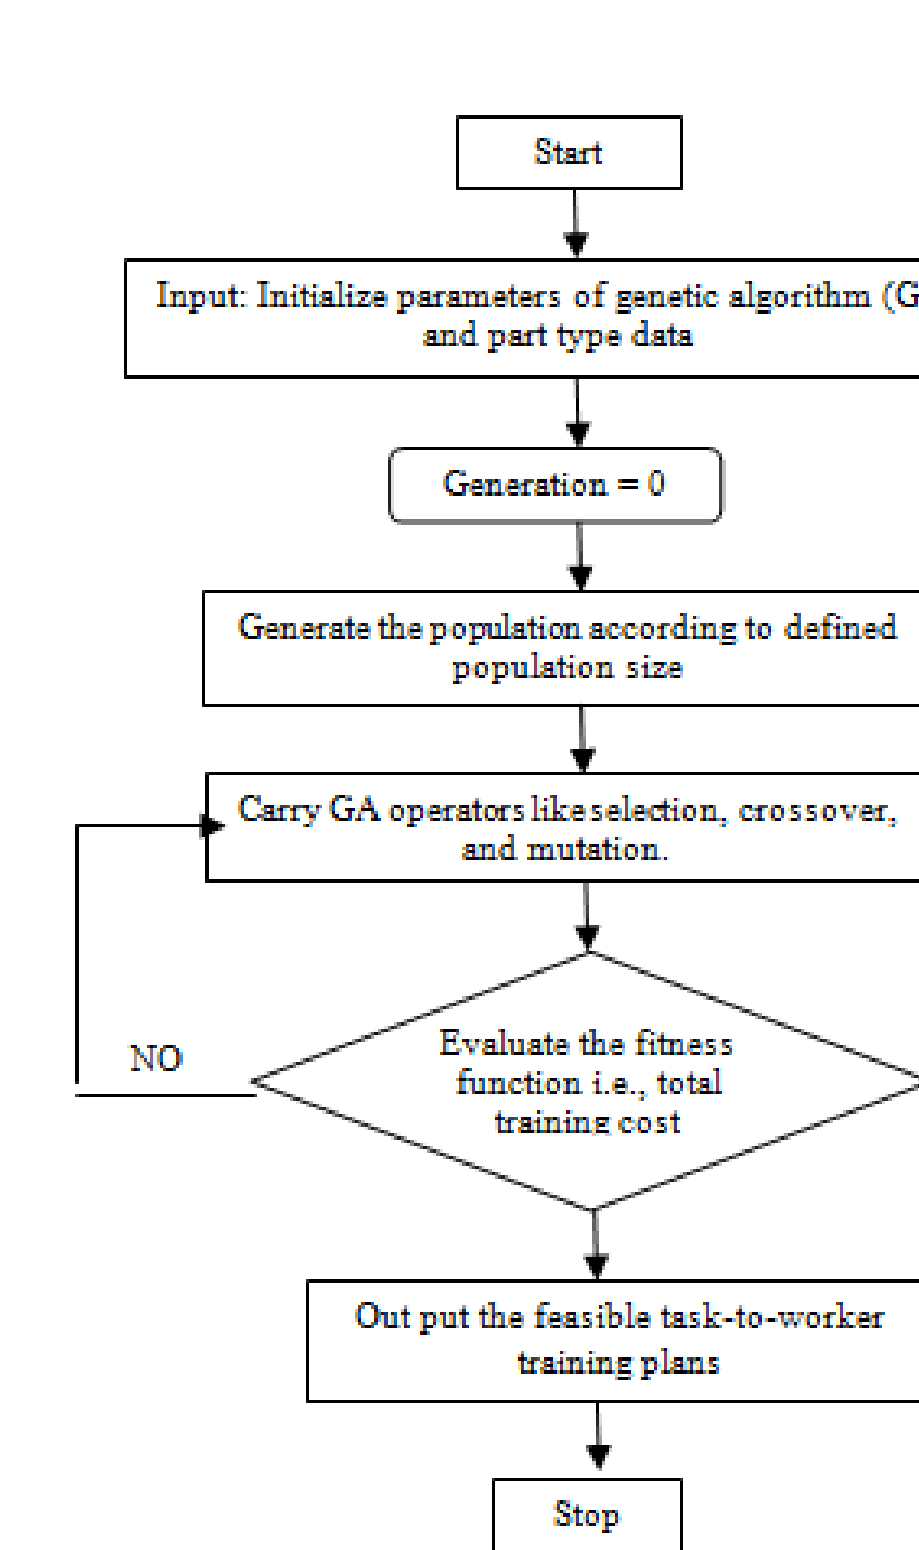 Start
Input: Initialize parameters of genetic algorithm (G
and part type data
Generation = 0
Generate the population according to defined
population size
Carry GA operators like selection, crossover,
and mutation.
Evaluate the fitness
function i.e., total
training cost
NO
Out put the feasible task-to-worker
training plans
Stop